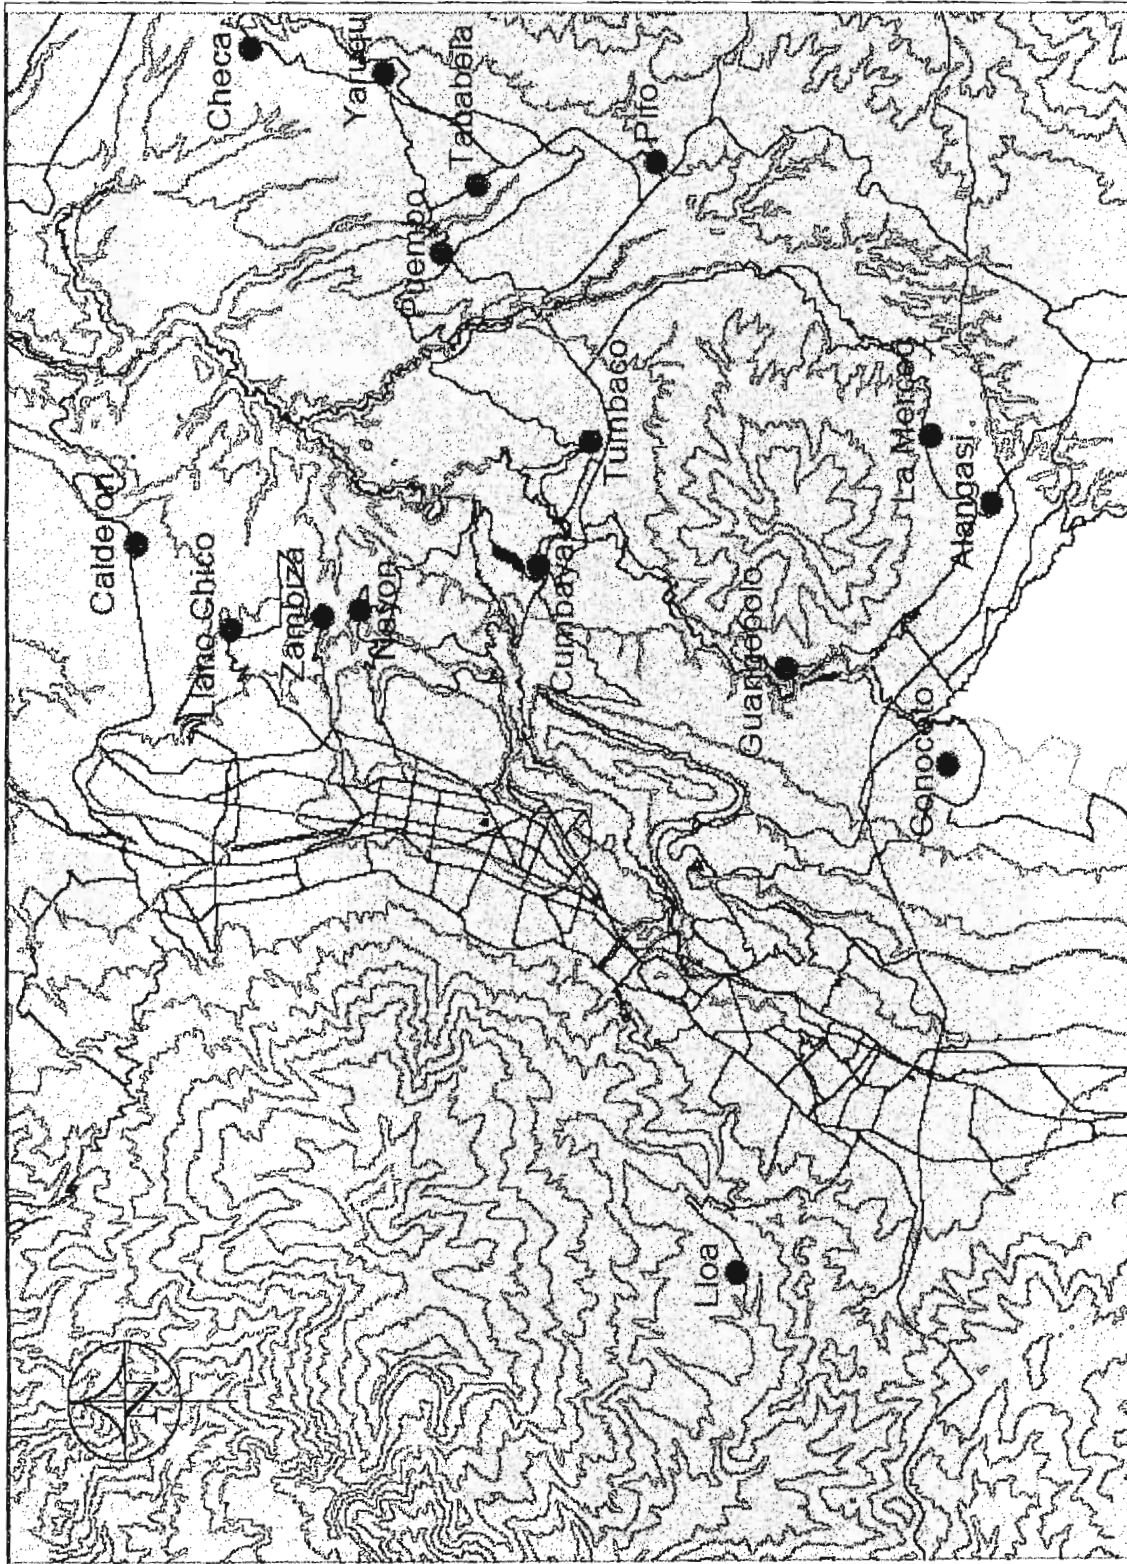 Checa
Yaruqui
Tababela
Pifo
Puembo
Calderon
Llano Chico
Zambiza
Nayon
Cumbaya
Tumbaco
La Merced
Alangasi
Guangopolo
Conocoto
Lloa